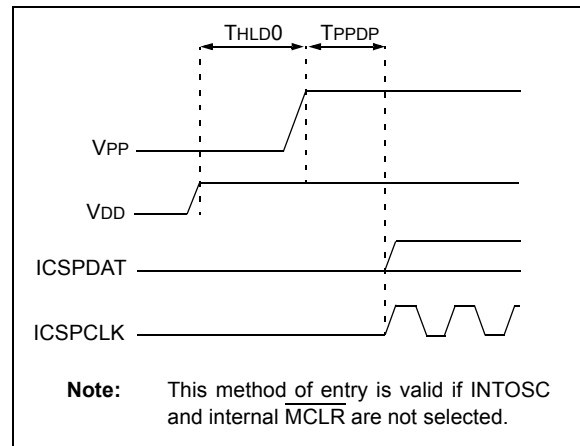 THLD0 TPPDP
VPP
VDD
ICSPDAT
ICSPCLK
Note: This method of entry is valid if INTOSC
and internal MCLR are not selected.